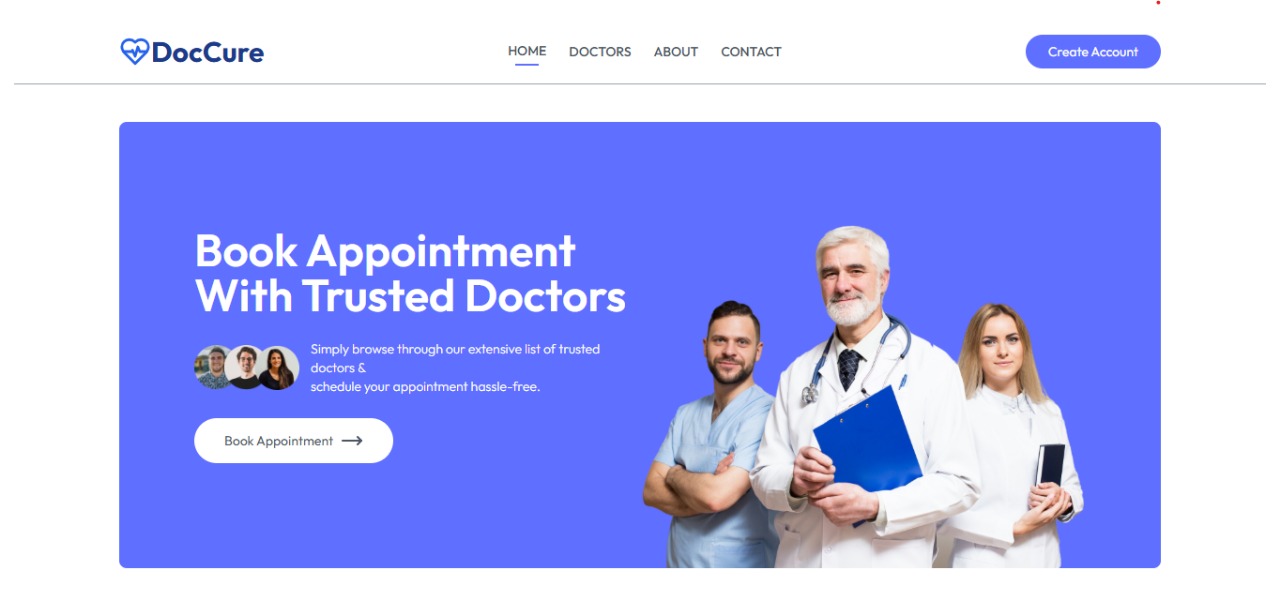 DocCure
HOME DOCTORS ABOUT CONTACT
Create Account
Book Appointment
With Trusted Doctors
Simply browse through our extensive list of trusted
doctors &
schedule your appointment hassle-free.
Book Appointment